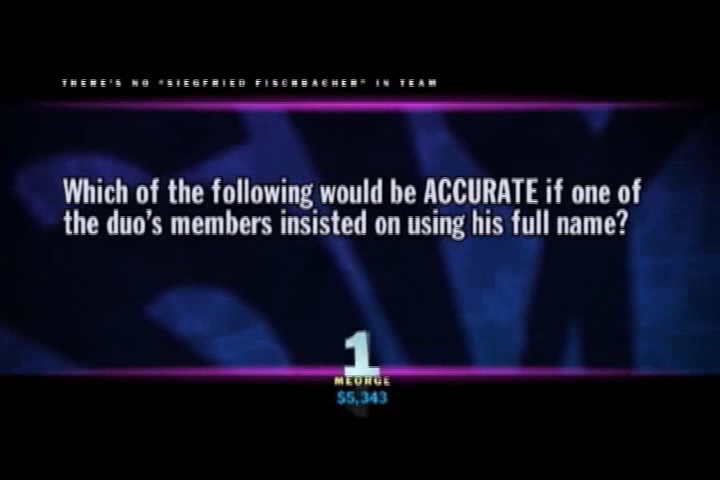 THERE'S NO "SIEGFRIED FISCHBACHER" IN TEAM
Which of the following would be ACCURATE if one of
the duo's members insisted on using his full name?
1
MEORGE
$5,343